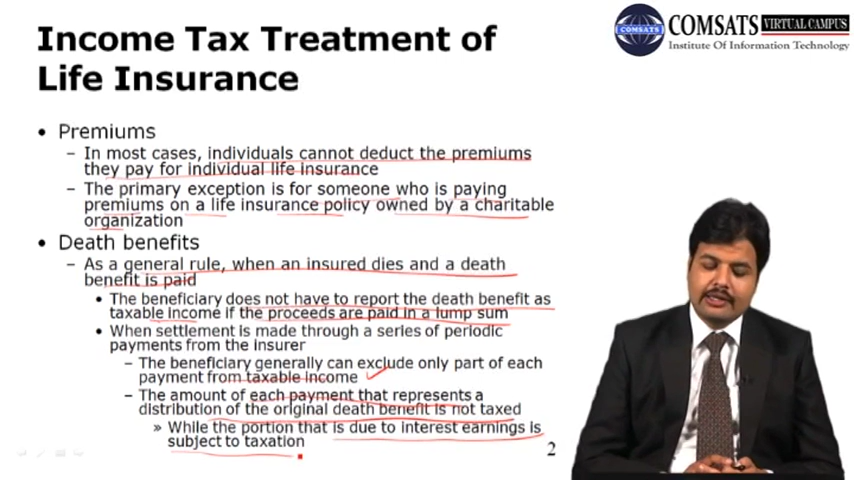 Income Tax Treatment of
Life Insurance
COMSATS VIRTUAL CAMPUS
Institute Of Information Technology
COMSATS
• Premiums
– In most cases, individuals cannot deduct the premiums
they pay for individual life insurance
– The primary exception is for someone who is paying
premiums on a life insurance policy owned by a charitable
organization
• Death benefits
– As a general rule, when an insured dies and a death
benefit is paid
• The beneficiary does not have to report the death benefit as
taxable income if the proceeds are paid in a lump sum
• When settlement is made through a series of periodic
payments from the insurer
– The beneficiary generally can exclude only part of each
payment from taxable income
– The amount of each payment that represents a
distribution of the original death benefit is not taxed
» While the portion that is due to interest earnings is
subject to taxation
2